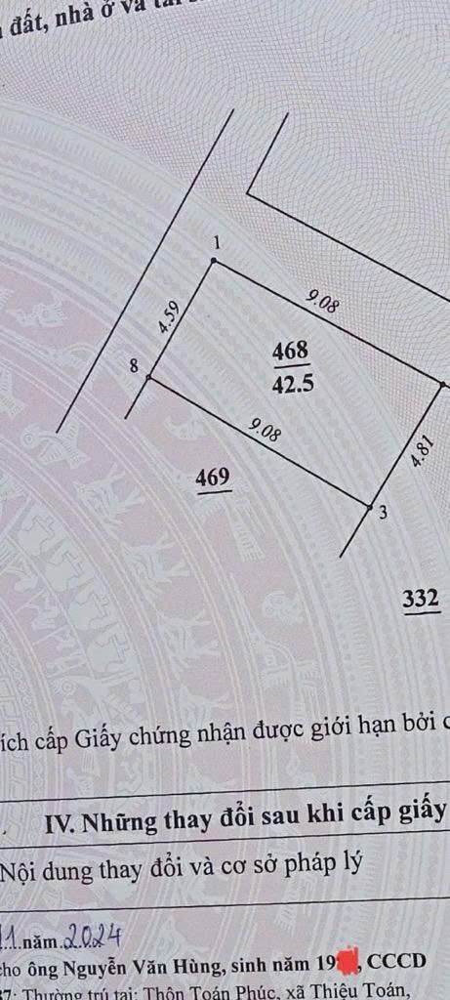 đất, nhà ở và tài
1
9.08
4.59
468
42.5
8
9.08
4.81
469
3
332
ích cấp Giấy chứng nhận được giới hạn bởi c
IV. Những thay đổi sau khi cấp giấy
Nội dung thay đổi và cơ sở pháp lý
11.năm.2024
cho ông Nguyễn Văn Hùng, sinh năm 19 , CCCD
37: Thường trú tại: Thôn Toán Phúc, xã Thiệu Toán,